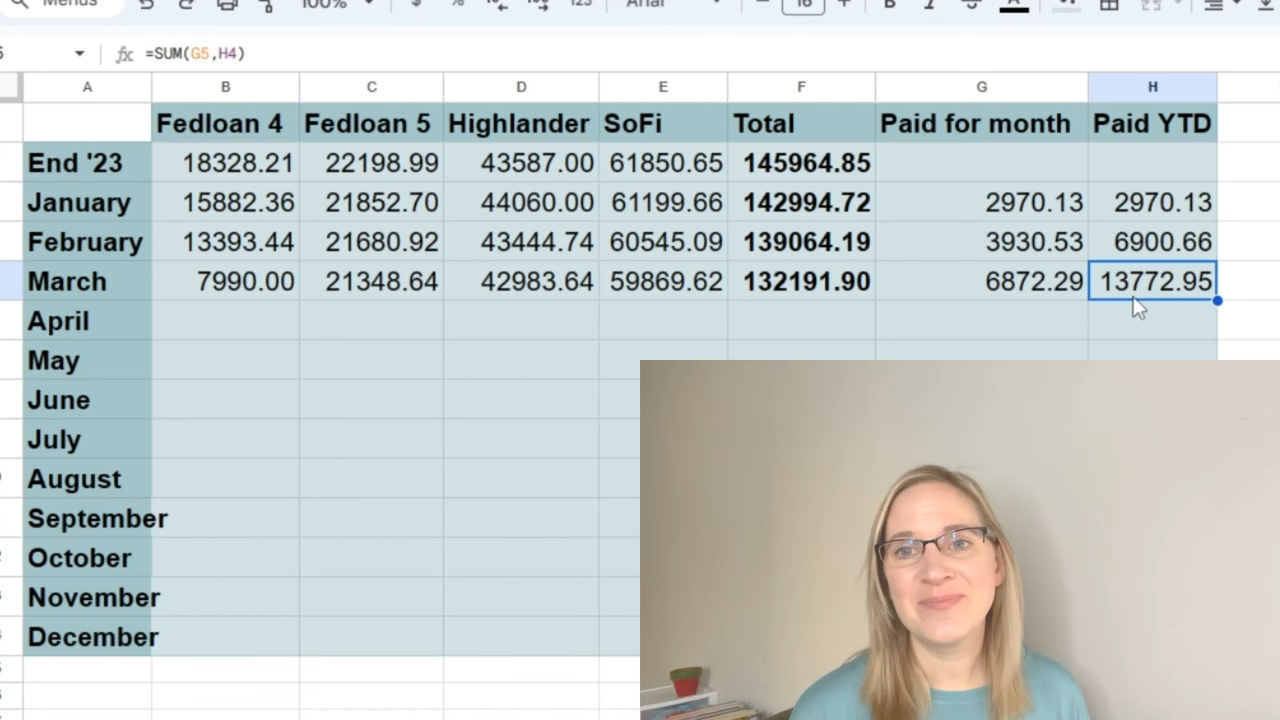 Menus 100% $ % 123 Arial 16 B I A
5 fx =SUM(G5,H4)
A B C D E F G H
Fedloan 4 Fedloan 5 Highlander SoFi Total Paid for month Paid YTD
End '23 18328.21 22198.99 43587.00 61850.65 145964.85
January 15882.36 21852.70 44060.00 61199.66 142994.72 2970.13 2970.13
February 13393.44 21680.92 43444.74 60545.09 139064.19 3930.53 6900.66
March 7990.00 21348.64 42983.64 59869.62 132191.90 6872.29 13772.95
April
May
June
July
August
September
October
November
December